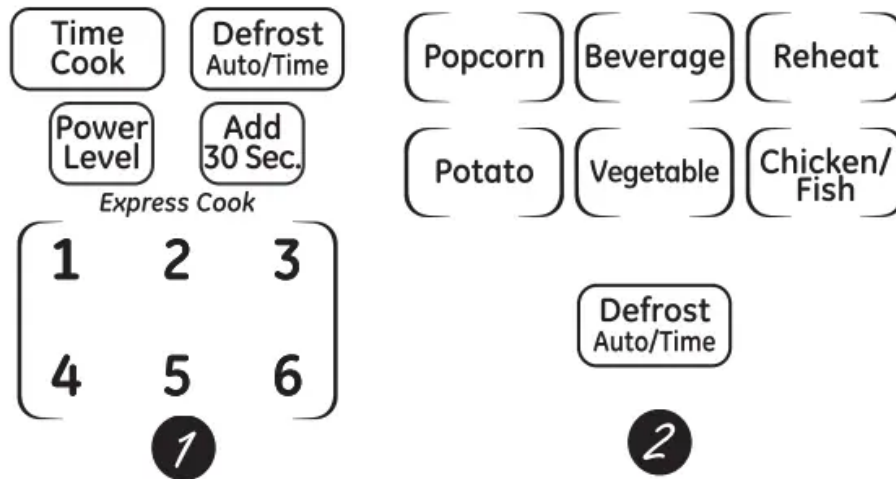 Time
Cook
Defrost
Auto/Time
Power
Level
Add
30 Sec.
Express Cook
1 2 3
4 5 6
1
Popcorn
Beverage
Reheat
Potato
Vegetable
Chicken/
Fish
Defrost
Auto/Time
2